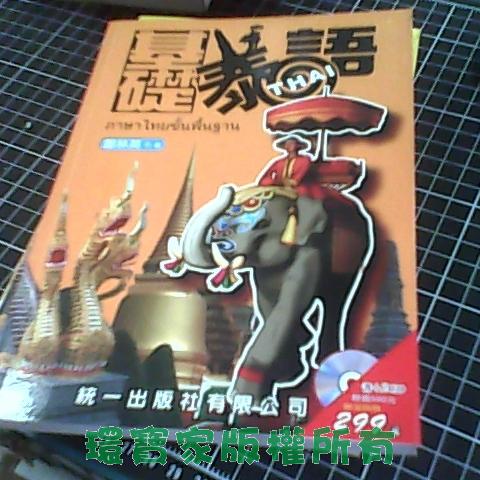 基礎泰語
THAI
ภาษาไทยขั้นพื้นฐาน
統一出版社有限公司
299
環寶家版權所有